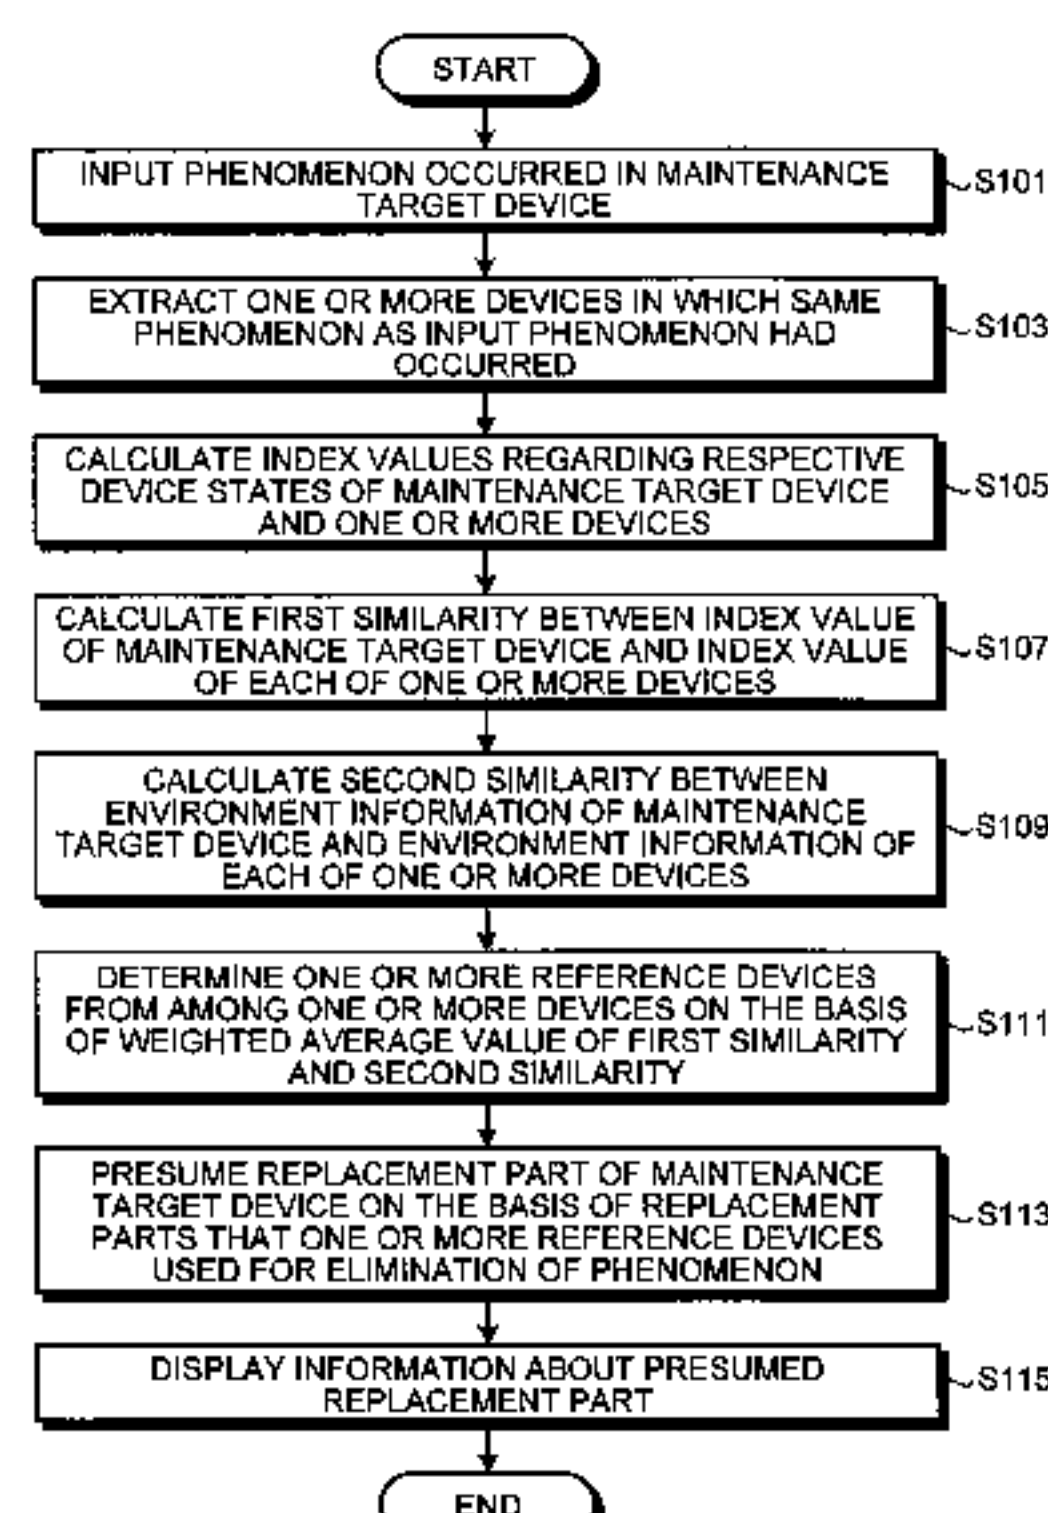 START
INPUT PHENOMENON OCCURRED IN MAINTENANCE
TARGET DEVICE
S101
EXTRACT ONE OR MORE DEVICES IN WHICH SAME
PHENOMENON AS INPUT PHENOMENON HAD
OCCURRED
S103
CALCULATE INDEX VALUES REGARDING RESPECTIVE
DEVICE STATES OF MAINTENANCE TARGET DEVICE
AND ONE OR MORE DEVICES
S105
CALCULATE FIRST SIMILARITY BETWEEN INDEX VALUE
OF MAINTENANCE TARGET DEVICE AND INDEX VALUE
OF EACH OF ONE OR MORE DEVICES
S107
CALCULATE SECOND SIMILARITY BETWEEN
ENVIRONMENT INFORMATION OF MAINTENANCE
TARGET DEVICE AND ENVIRONMENT INFORMATION OF
EACH OF ONE OR MORE DEVICES
S109
DETERMINE ONE OR MORE REFERENCE DEVICES
FROM AMONG ONE OR MORE DEVICES ON THE BASIS
OF WEIGHTED AVERAGE VALUE OF FIRST SIMILARITY
AND SECOND SIMILARITY
S111
PRESUME REPLACEMENT PART OF MAINTENANCE
TARGET DEVICE ON THE BASIS OF REPLACEMENT
PARTS THAT ONE OR MORE REFERENCE DEVICES
USED FOR ELIMINATION OF PHENOMENON
S113
DISPLAY INFORMATION ABOUT PRESUMED
REPLACEMENT PART
S115
END